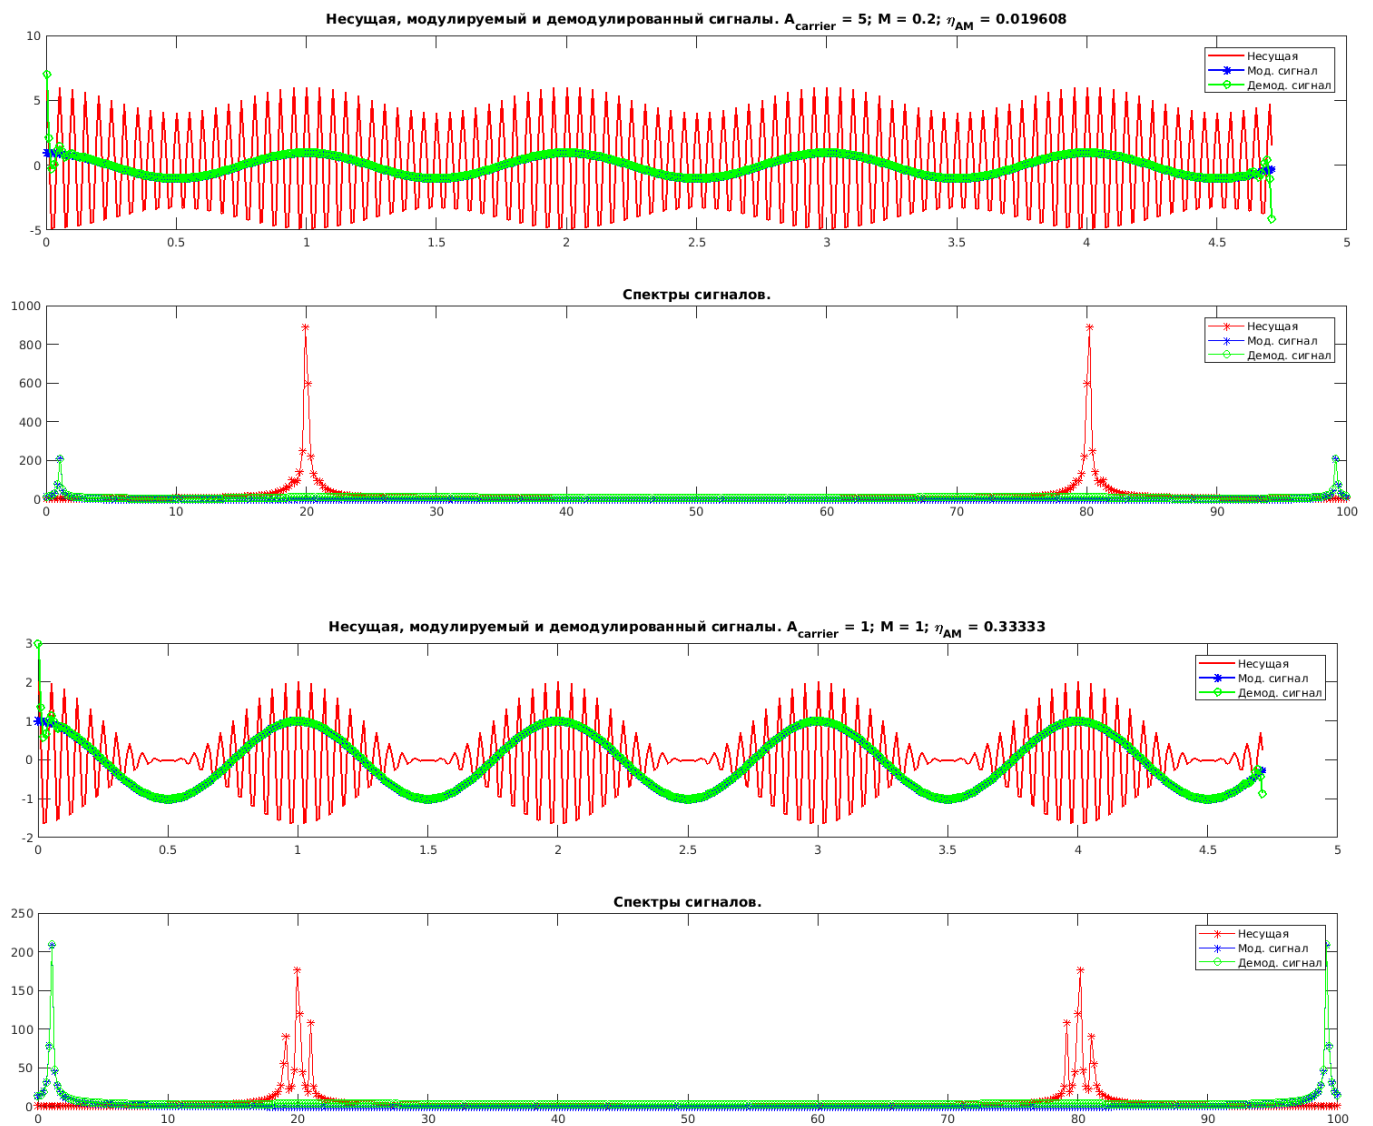 Несущая, модулируемый и демодулированный сигналы. A_carrier = 5; M = 0.2; η_AM = 0.019608
10
5
0
-5
Несущая
Мод. сигнал
Демод. сигнал
0 0.5 1 1.5 2 2.5 3 3.5 4 4.5 5
Спектры сигналов.
1000
800
600
400
200
0
Несущая
Мод. сигнал
Демод. сигнал
0 10 20 30 40 50 60 70 80 90 100
Несущая, модулируемый и демодулированный сигналы. A_carrier = 1; M = 1; η_AM = 0.33333
3
2
1
0
-1
-2
Несущая
Мод. сигнал
Демод. сигнал
0 0.5 1 1.5 2 2.5 3 3.5 4 4.5 5
Спектры сигналов.
250
200
150
100
50
0
Несущая
Мод. сигнал
Демод. сигнал
0 10 20 30 40 50 60 70 80 90 100